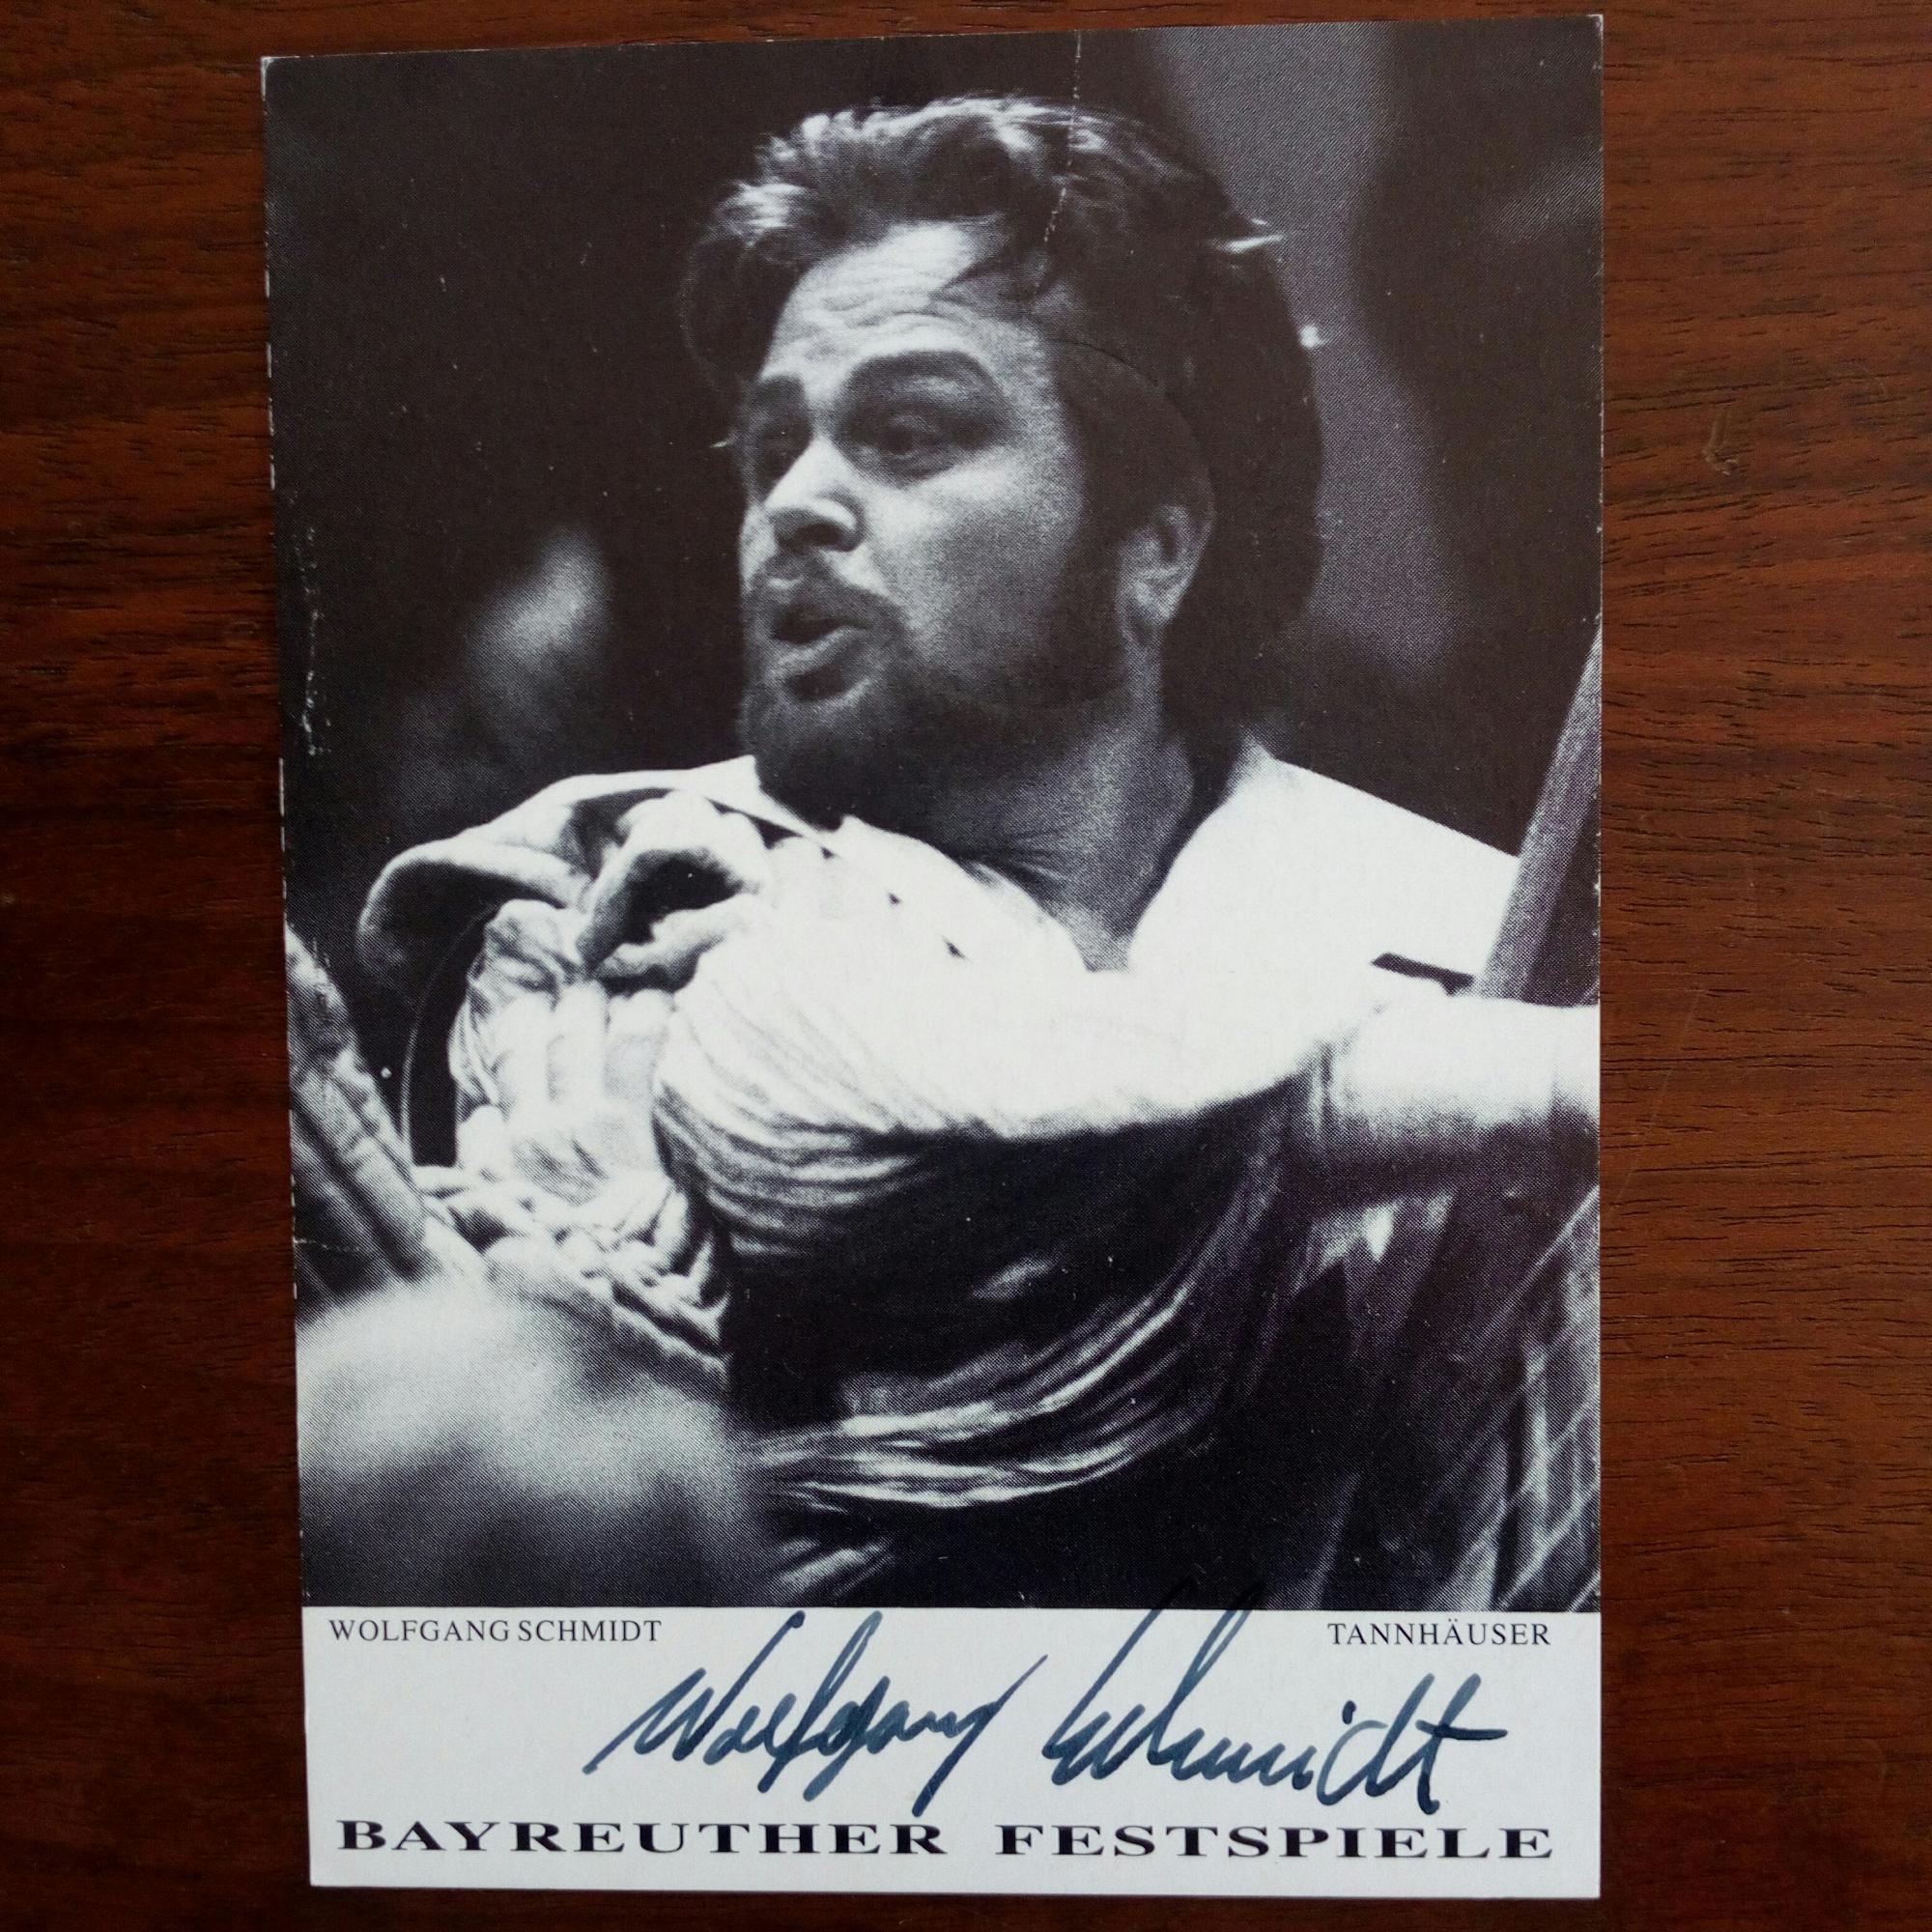 WOLFGANG SCHMIDT
TANNHÄUSER
Wolfgang Schmidt
BAYREUTHER FESTSPIELE